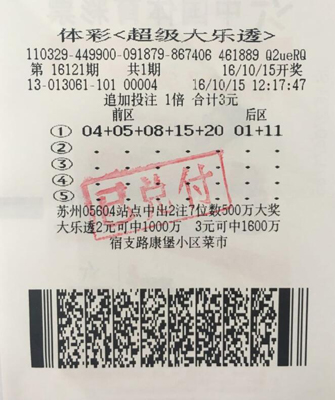 体彩<超级大乐透>
110329-449900-091879-867406 461889 Q2ueRQ
第 16121期 共1期 16/10/15开奖
13-013061-101 00004 16/10/15 12:17:47
追加投注 1倍 合计3元
前区 后区
① 04+05+08+15+20 01+11
②
③
④
⑤
已兑付
苏州05604站点中出2注7位数500万大奖
大乐透2元可中1000万 3元可中1600万
宿支路康堡小区菜市